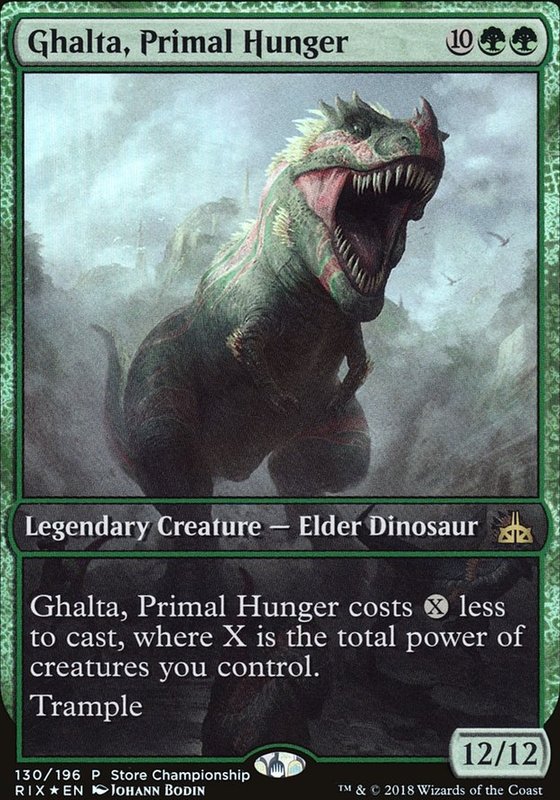 Ghalta, Primal Hunger 10
Legendary Creature — Elder Dinosaur
Ghalta, Primal Hunger costs X less
to cast, where X is the total power of
creatures you control.
Trample
12/12
130/196 P Store Championship
RIX★EN Johann Bodin
™ & © 2018 Wizards of the Coast